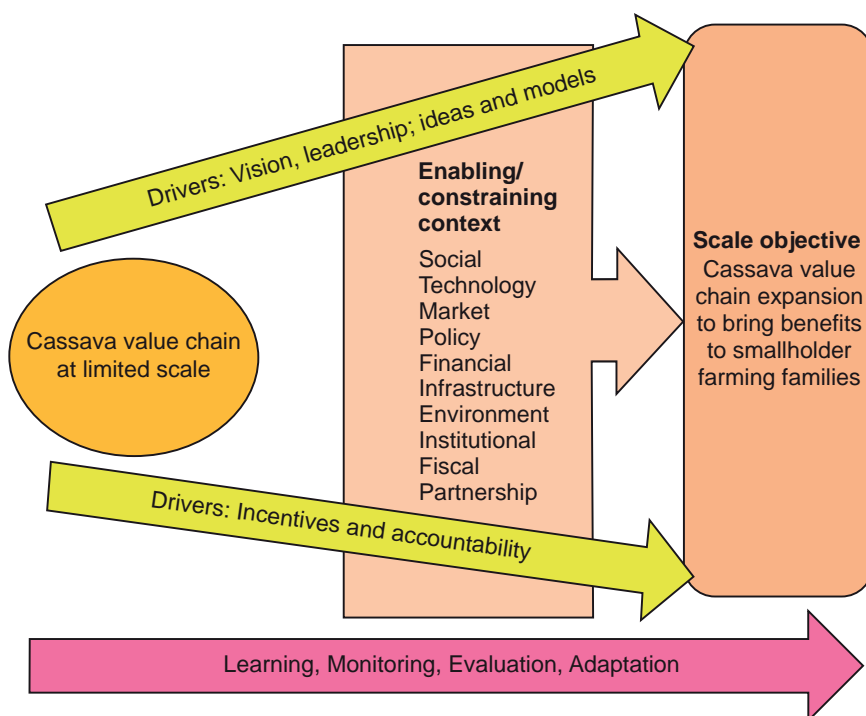 Drivers: Vision, leadership; ideas and models
Enabling/
constraining
context
Social
Technology
Market
Policy
Financial
Infrastructure
Environment
Institutional
Fiscal
Partnership
Scale objective
Cassava value
chain expansion
to bring benefits
to smallholder
farming families
Cassava value chain
at limited scale
Drivers: Incentives and accountability
Learning, Monitoring, Evaluation, Adaptation